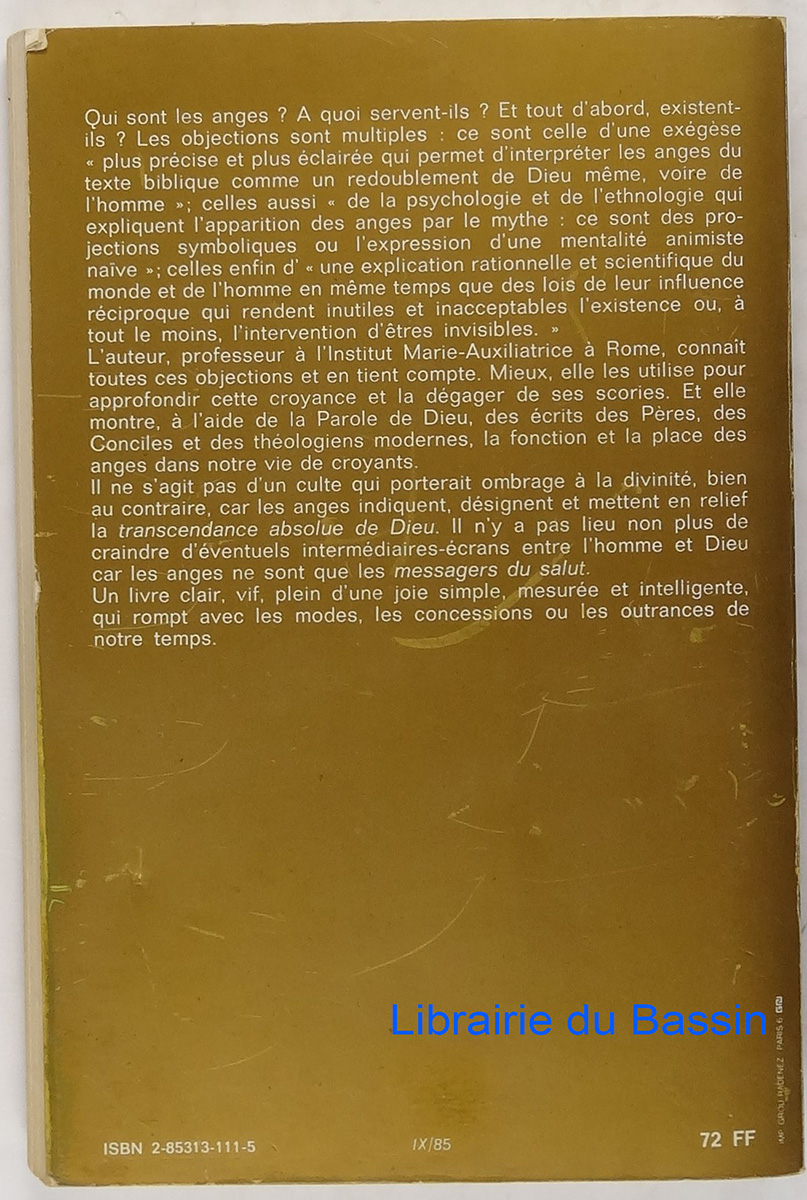 Qui sont les anges ? A quoi servent-ils ? Et tout d'abord, existent-
ils ? Les objections sont multiples : ce sont celle d'une exégèse
« plus précise et plus éclairée qui permet d'interpréter les anges du
texte biblique comme un redoublement de Dieu même, voire de
l'homme »; celles aussi « de la psychologie et de l'ethnologie qui
expliquent l'apparition des anges par le mythe : ce sont des pro-
jections symboliques ou l'expression d'une mentalité animiste
naïve »; celles enfin d' « une explication rationnelle et scientifique du
monde et de l'homme en même temps que des lois de leur influence
réciproque qui rendent inutiles et inacceptables l'existence ou, à
tout le moins, l'intervention d'êtres invisibles. »
L'auteur, professeur à l'Institut Marie-Auxiliatrice à Rome, connaît
toutes ces objections et en tient compte. Mieux, elle les utilise pour
approfondir cette croyance et la dégager de ses scories. Et elle
montre, à l'aide de la Parole de Dieu, des écrits des Pères, des
Conciles et des théologiens modernes, la fonction et la place des
anges dans notre vie de croyants.
Il ne s'agit pas d'un culte qui porterait ombrage à la divinité, bien
au contraire, car les anges indiquent, désignent et mettent en relief
la transcendance absolue de Dieu. Il n'y a pas lieu non plus de
craindre d'éventuels intermédiaires-écrans entre l'homme et Dieu
car les anges ne sont que les messagers du salut.
Un livre clair, vif, plein d'une joie simple, mesurée et intelligente,
qui rompt avec les modes, les concessions ou les outrances de
notre temps.
Librairie du Bassin
IMP. GROU-RADENEZ PARIS 6
ISBN 2-85313-111-5
IX/85
72 FF